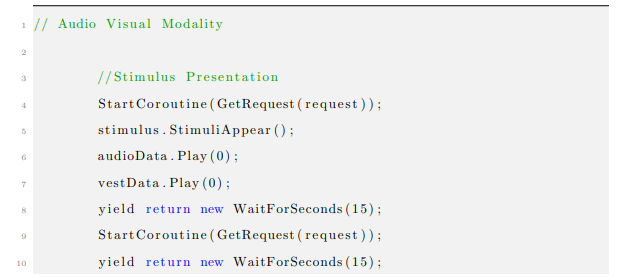 1 // Audio Visual Modality
2
3 //Stimulus Presentation
4 StartCoroutine(GetRequest(request));
5 stimulus.StimuliAppear();
6 audioData.Play(0);
7 vestData.Play(0);
8 yield return new WaitForSeconds(15);
9 StartCoroutine(GetRequest(request));
10 yield return new WaitForSeconds(15);